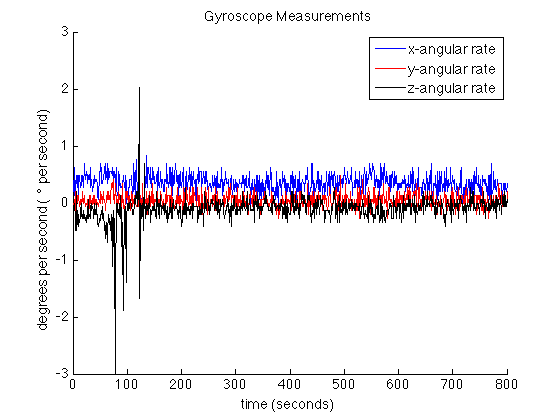 Gyroscope Measurements
x-angular rate
y-angular rate
z-angular rate
degrees per second ( ° per second)
3
2
1
0
-1
-2
-3
0 100 200 300 400 500 600 700 800
time (seconds)